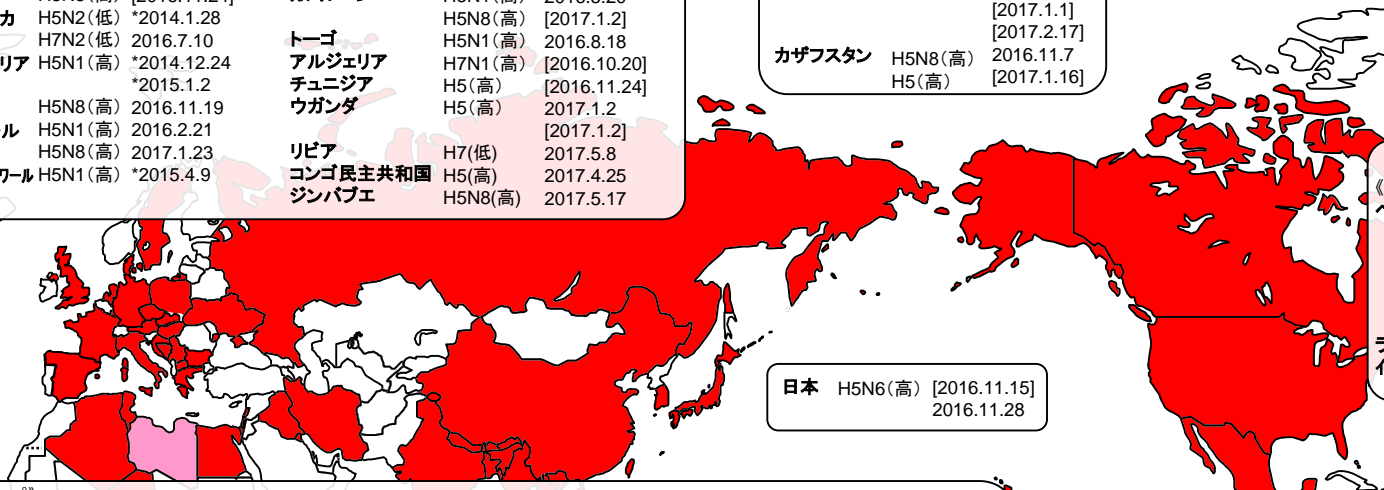 カ H5N2（低） *2014.1.28
H7N2（低） 2016.7.10
リア H5N1（高） *2014.12.24
*2015.1.2
H5N8（高） 2016.11.19
ル H5N1（高） 2016.2.21
H5N8（高） 2017.1.23
ワール H5N1（高） *2015.4.9
H5N8（高） [2017.1.2]
トーゴ H5N1（高） 2016.8.18
アルジェリア H7N1（高） [2016.10.20]
チュニジア H5（高） [2016.11.24]
ウガンダ H5（高） 2017.1.2
[2017.1.2]
リビア H7(低) 2017.5.8
コンゴ民主共和国 H5(高) 2017.4.25
ジンバブエ H5N8(高) 2017.5.17
[2017.1.1]
[2017.2.17]
カザフスタン H5N8（高） 2016.11.7
H5（高） [2017.1.16]
日本 H5N6（高） [2016.11.15]
2016.11.28